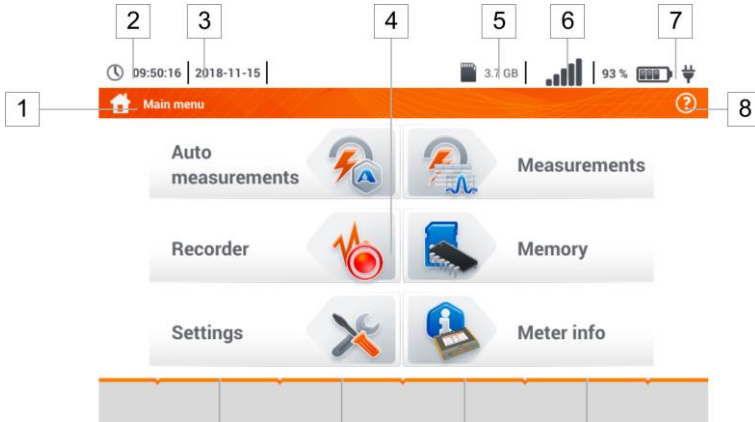 2 3 4 5 6 7
09:50:16 2018-11-15 3.7 GB 93 %
1 Main menu ? 8
Auto
measurements
Measurements
Recorder
Memory
Settings
Meter info